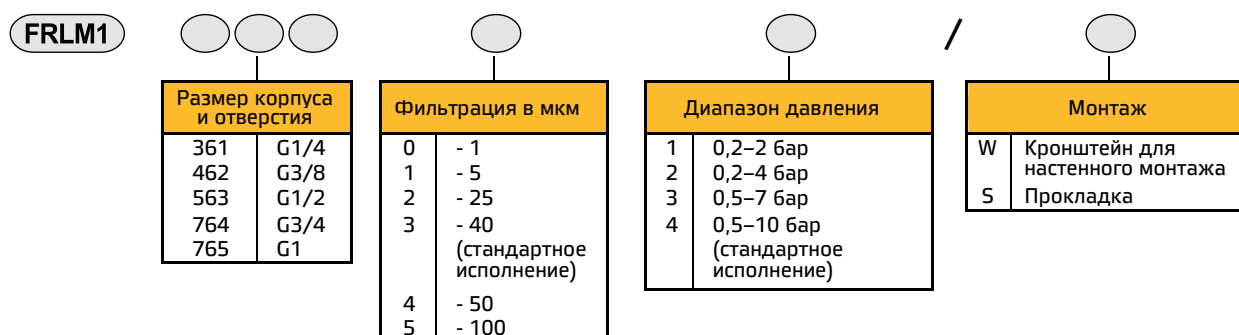 FRLM1 /
Размер корпуса
и отверстия
361 G1/4
462 G3/8
563 G1/2
764 G3/4
765 G1
Фильтрация в мкм
0 - 1
1 - 5
2 - 25
3 - 40
(стандартное
исполнение)
4 - 50
5 - 100
Диапазон давления
1 0,2–2 бар
2 0,2–4 бар
3 0,5–7 бар
4 0,5–10 бар
(стандартное
исполнение)
Монтаж
W Кронштейн для
настенного монтажа
S Прокладка